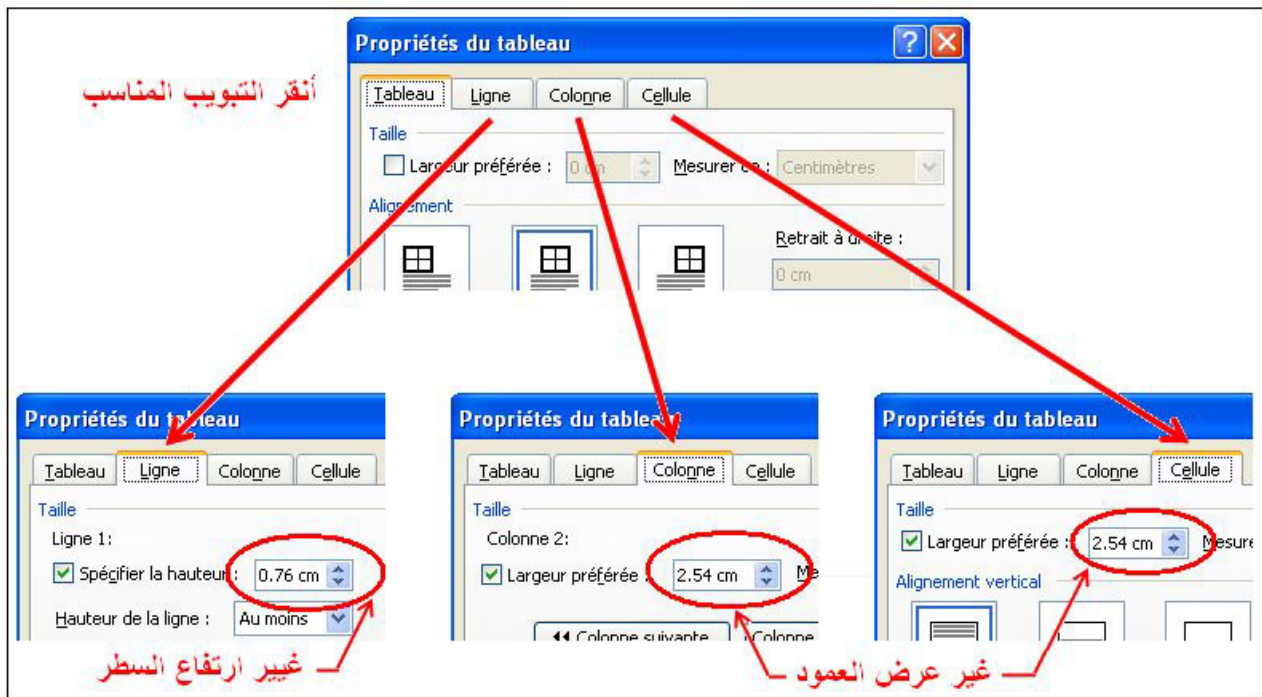 Propriétés du tableau
أنقر التبويب المناسب
Tableau Ligne Colonne Cellule
Taille
Largeur préférée : 0 cm Mesurer en : Centimètres
Alignement
Retrait à droite :
0 cm
Propriétés du tableau
Tableau Ligne Colonne Cellule
Taille
Ligne 1:
Spécifier la hauteur : 0.76 cm
Hauteur de la ligne : Au moins
غيير ارتفاع السطر
Propriétés du tableau
Tableau Ligne Colonne Cellule
Taille
Colonne 2:
Largeur préférée : 2.54 cm Me
Colonne suivante Colonne
Propriétés du tableau
Tableau Ligne Colonne Cellule
Taille
Largeur préférée : 2.54 cm Mesure
Alignement vertical
غير عرض العمود